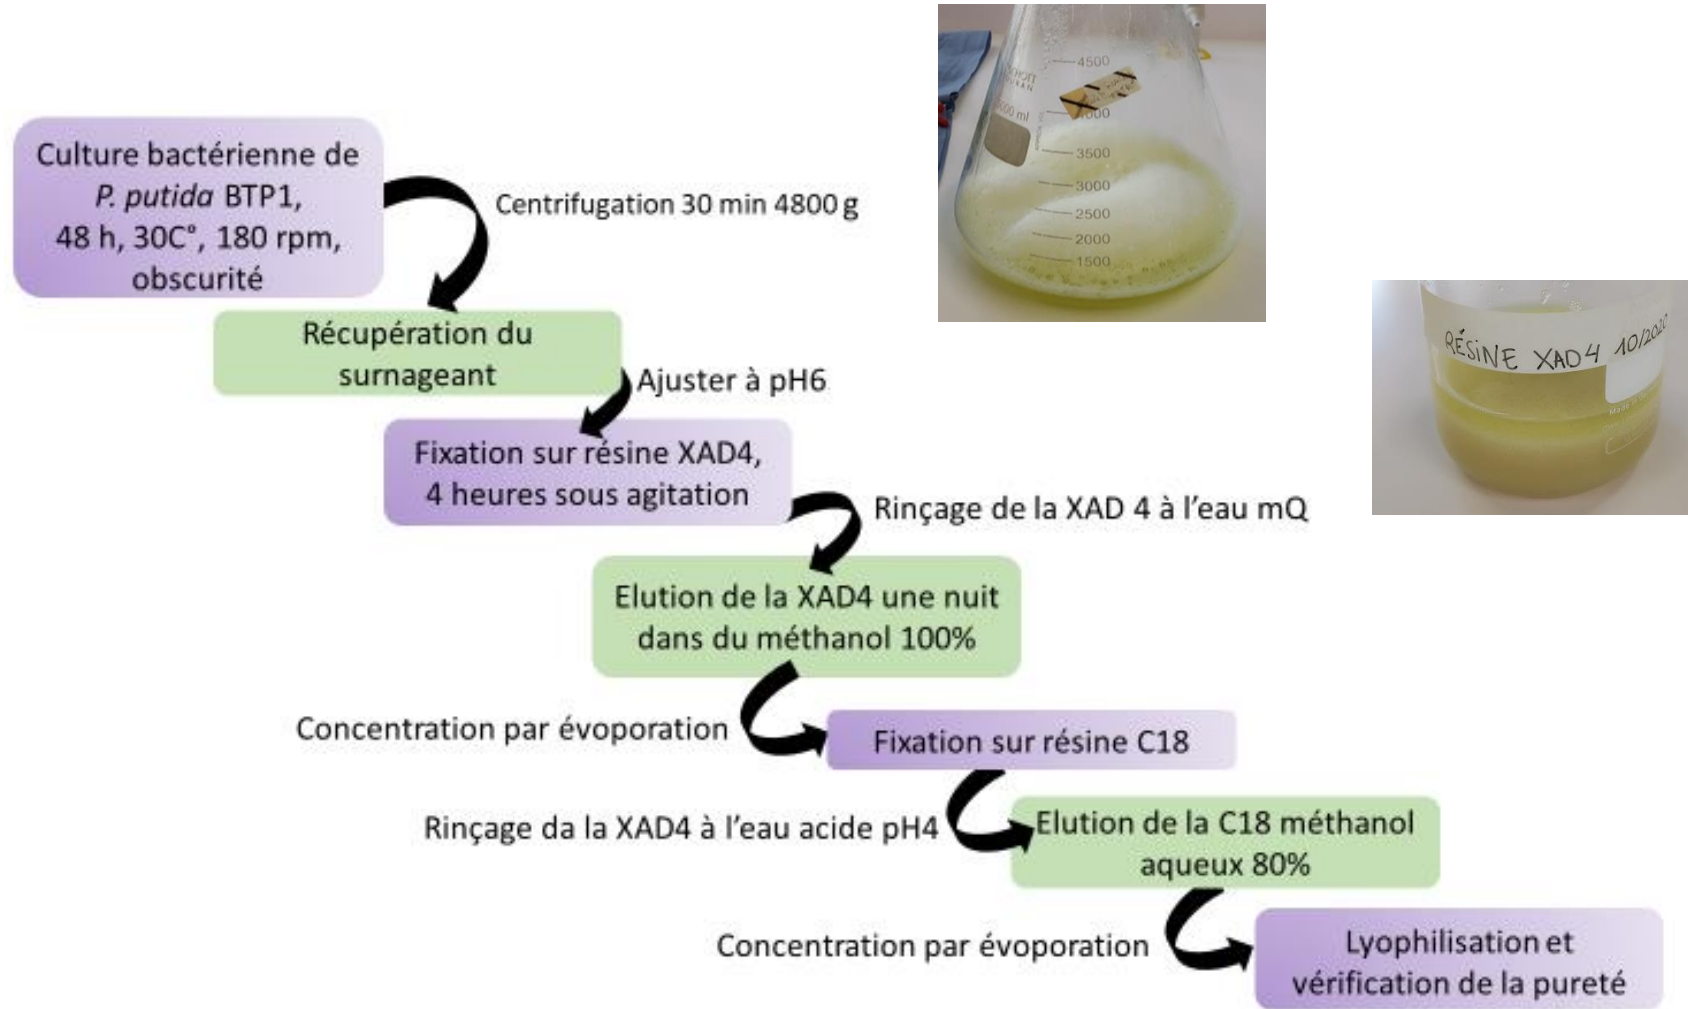 Culture bactérienne de
P. putida BTP1,
48 h, 30C°, 180 rpm,
obscurité
Centrifugation 30 min 4800 g
Récupération du
surnageant
Ajuster à pH6
Fixation sur résine XAD4,
4 heures sous agitation
Rinçage de la XAD 4 à l'eau mQ
Elution de la XAD4 une nuit
dans du méthanol 100%
Concentration par évoporation
Fixation sur résine C18
Rinçage da la XAD4 à l'eau acide pH4
Elution de la C18 méthanol
aqueux 80%
Concentration par évoporation
Lyophilisation et
vérification de la pureté
4500
4000
3500
3000
2500
2000
1500
RÉSINE XAD4 10/2020